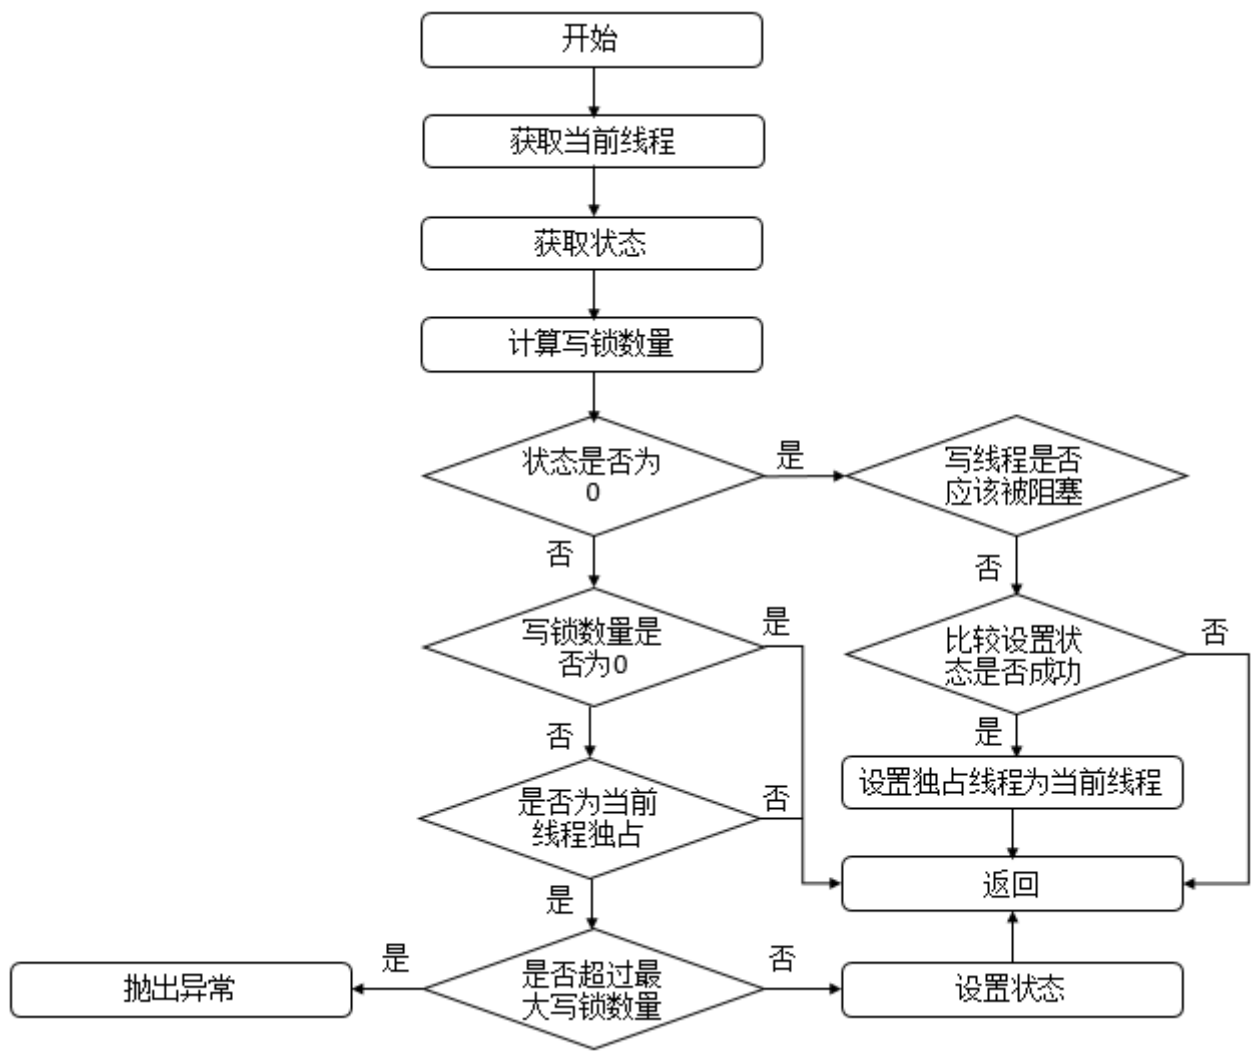 开始
获取当前线程
获取状态
计算写锁数量
状态是否为
0
是
写线程是否
应该被阻塞
否
否
写锁数量是
否为0
是
比较设置状
态是否成功
否
否
是
设置独占线程为当前线程
是否为当前
线程独占
否
返回
是
是否超过最
大写锁数量
是
否
抛出异常
设置状态